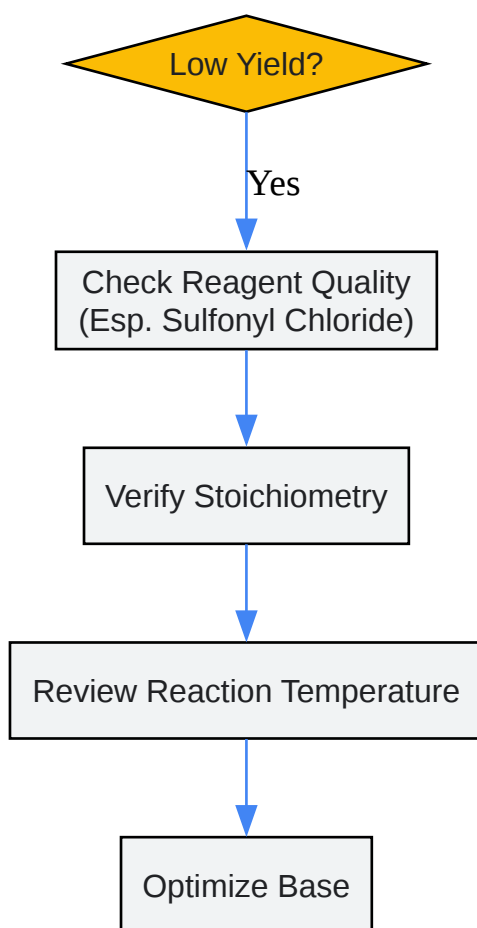 Low Yield?
Yes
Check Reagent Quality
(Esp. Sulfonyl Chloride)
Verify Stoichiometry
Review Reaction Temperature
Optimize Base